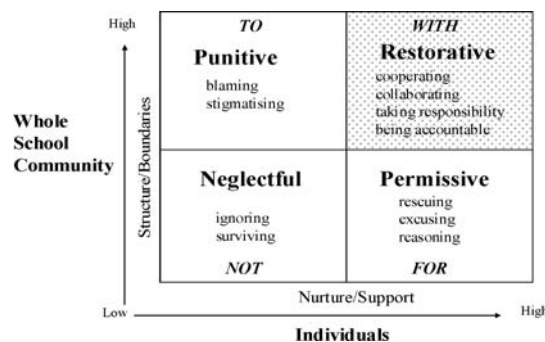 High
TO
WITH
Punitive
Restorative
blaming
stigmatising
cooperating
collaborating
taking responsibility
being accountable
Whole
School
Community
Structure/Boundaries
Neglectful
Permissive
ignoring
surviving
rescuing
excusing
reasoning
NOT
FOR
Nurture/Support
Low
High
Individuals